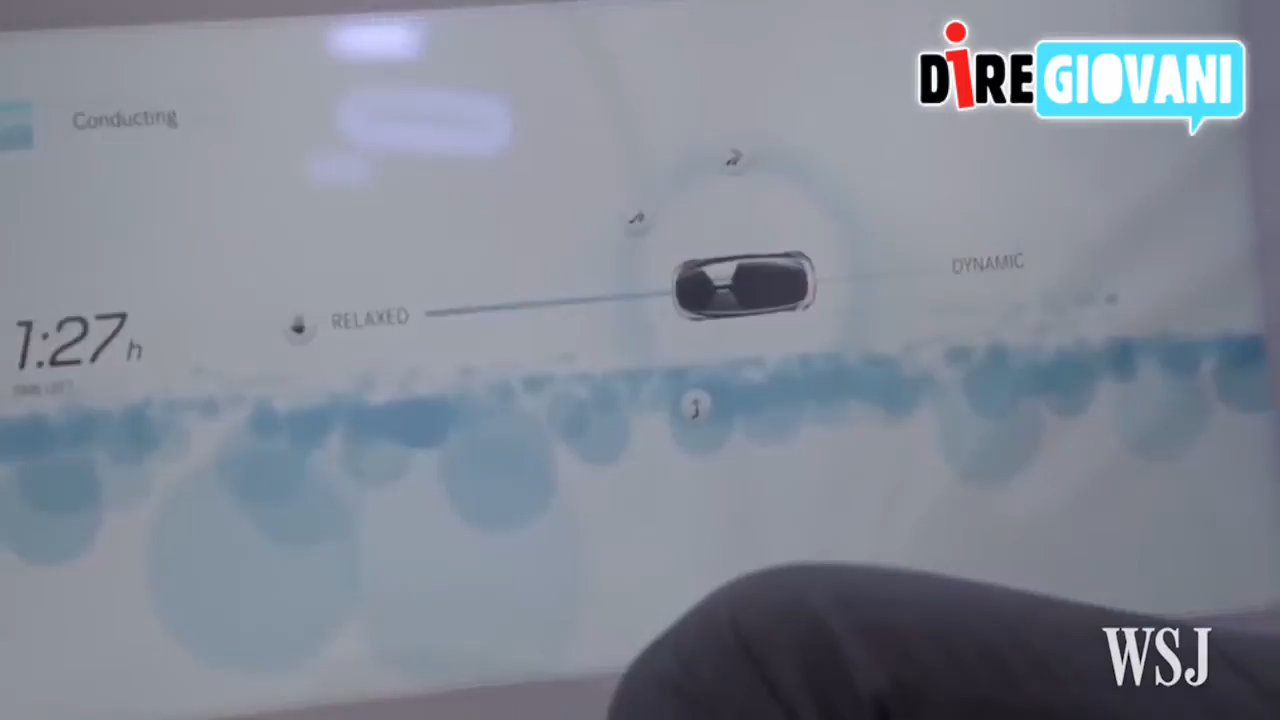 DiRE GIOVANI
Conducting
DYNAMIC
RELAXED
1:27 h
WSJ